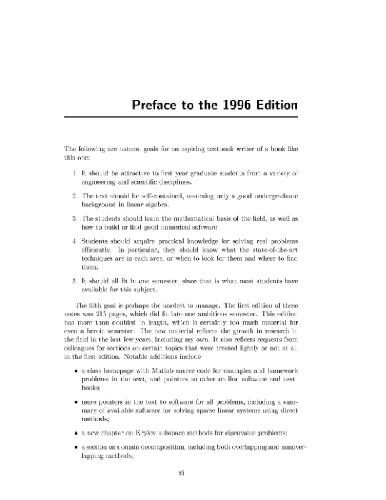 Preface to the 1996 Edition
The following are natural goals for an aspiring textbook writer of a book like
this one:
1. It should be attractive to first year graduate students from a variety of
engineering and scientific disciplines.
2. The text should be self-contained, assuming only a good undergraduate
background in linear algebra.
3. The students should learn the mathematical basis of the field, as well as
how to build or find good numerical software.
4. Students should acquire practical knowledge for solving real problems
efficiently. In particular, they should know what the state-of-the-art
techniques are in each area, or when to look for them and where to find
them.
5. It should all fit in one semester, since that is what most students have
available for this subject.
The fifth goal is perhaps the hardest to manage. The first edition of these
notes was 215 pages, which did fit into one ambitious semester. This edition
has more than doubled in length, which is certainly too much material for
even a heroic semester. The new material reflects the growth in research in
the field in the last few years, including my own. It also reflects requests from
colleagues for sections on certain topics that were treated lightly or not at all
in the first edition. Notable additions include
• a class homepage with Matlab source code for examples and homework
problems in the text, and pointers to other on-line software and text-
books;
• more pointers in the text to software for all problems, including a sum-
mary of available software for solving sparse linear systems using direct
methods;
• a new chapter on Krylov subspace methods for eigenvalue problems;
• a section on domain decomposition, including both overlapping and nonover-
lapping methods;